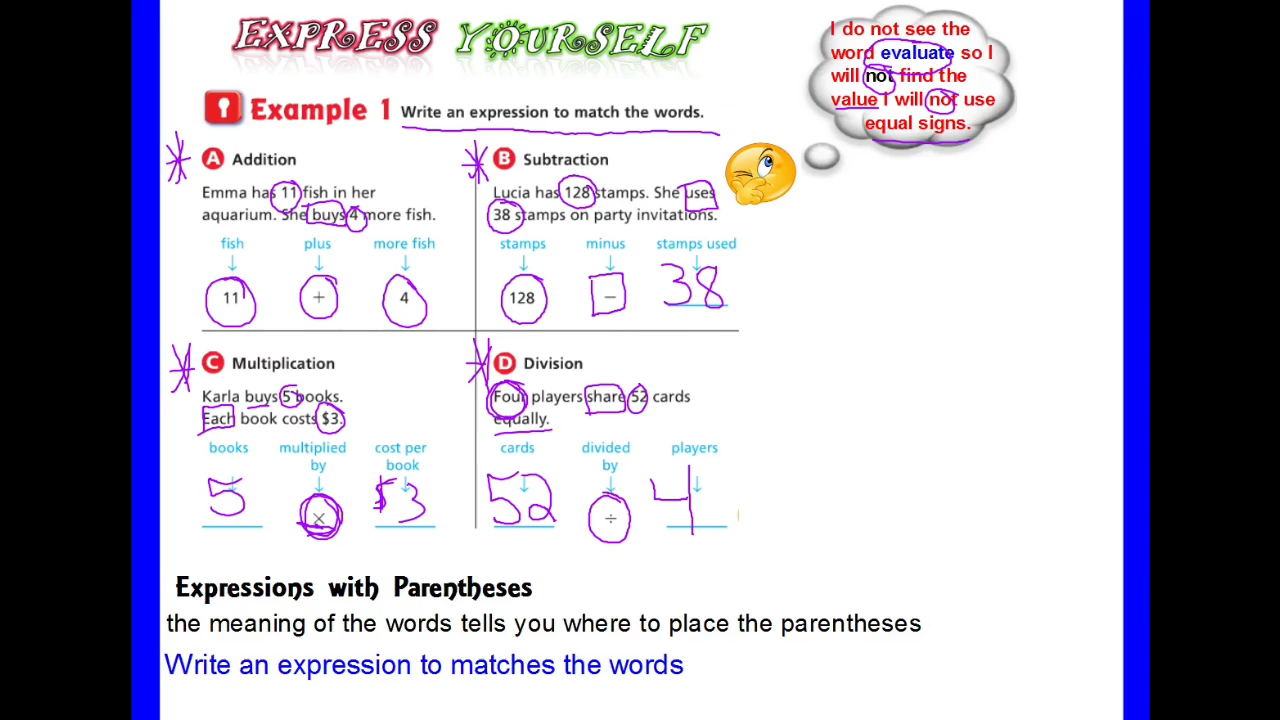 EXPRESS YOURSELF
I do not see the
word evaluate so I
will not find the
value I will not use
equal signs.
Example 1 Write an expression to match the words.
A Addition
Emma has 11 fish in her
aquarium. She buys 4 more fish.
fish plus more fish
11 + 4
B Subtraction
Lucia has 128 stamps. She uses
38 stamps on party invitations.
stamps minus stamps used
128 − 38
C Multiplication
Karla buys 5 books.
Each book costs $3.
books multiplied by cost per book
5 × $3
D Division
Four players share 52 cards
equally.
cards divided by players
52 ÷ 4
Expressions with Parentheses
the meaning of the words tells you where to place the parentheses
Write an expression to matches the words